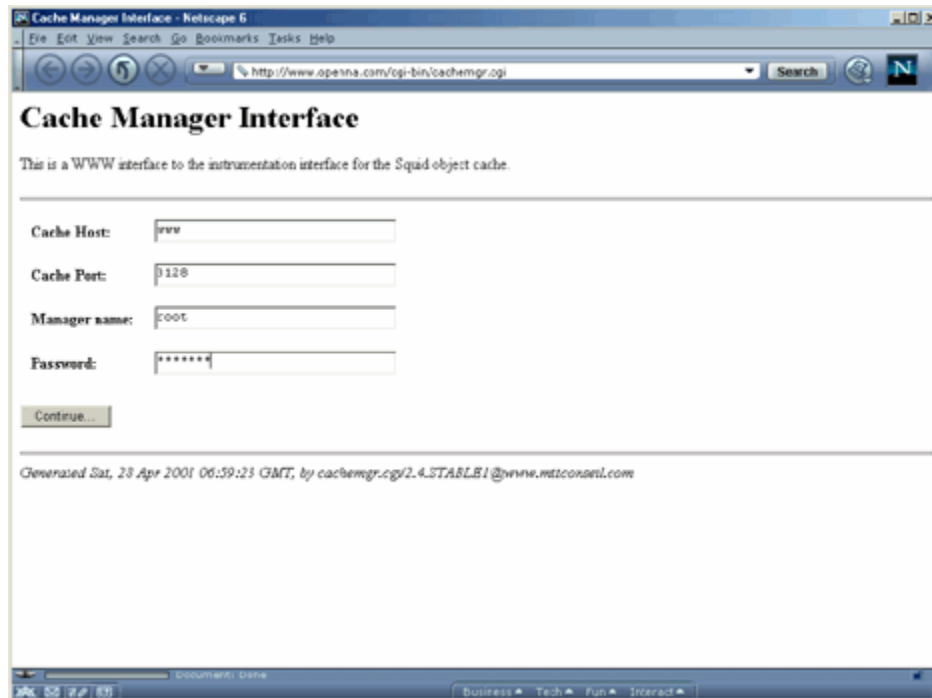 Cache Manager Interface - Netscape 6
File Edit View Search Go Bookmarks Tasks Help
http://www.openna.com/cgi-bin/cachemgr.cgi
Search
N
Cache Manager Interface
This is a WWW interface to the instrumentation interface for the Squid object cache.
Cache Host: www
Cache Port: 3128
Manager name: root
Password: *******
Continue...
Generated Sat, 28 Apr 2001 06:59:23 GMT, by cachemgr.cgi/2.4.STABLE1@www.mttconseil.com
Document: Done
Business Tech Fun Interact